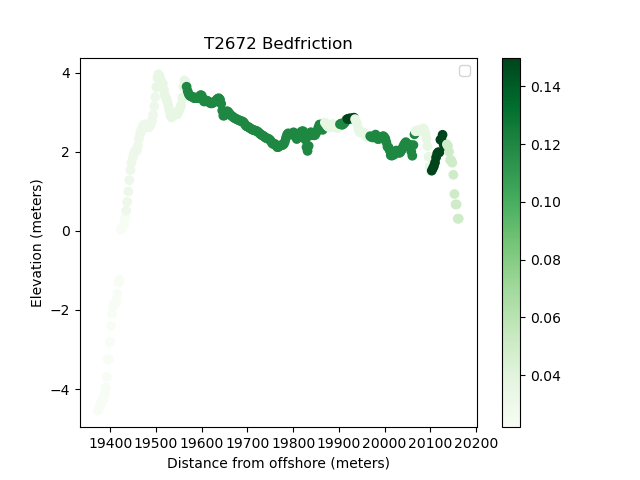 T2672 Bedfriction
4
2
0
−2
−4
Elevation (meters)
19400 19500 19600 19700 19800 19900 20000 20100 20200
Distance from offshore (meters)
0.14
0.12
0.10
0.08
0.06
0.04